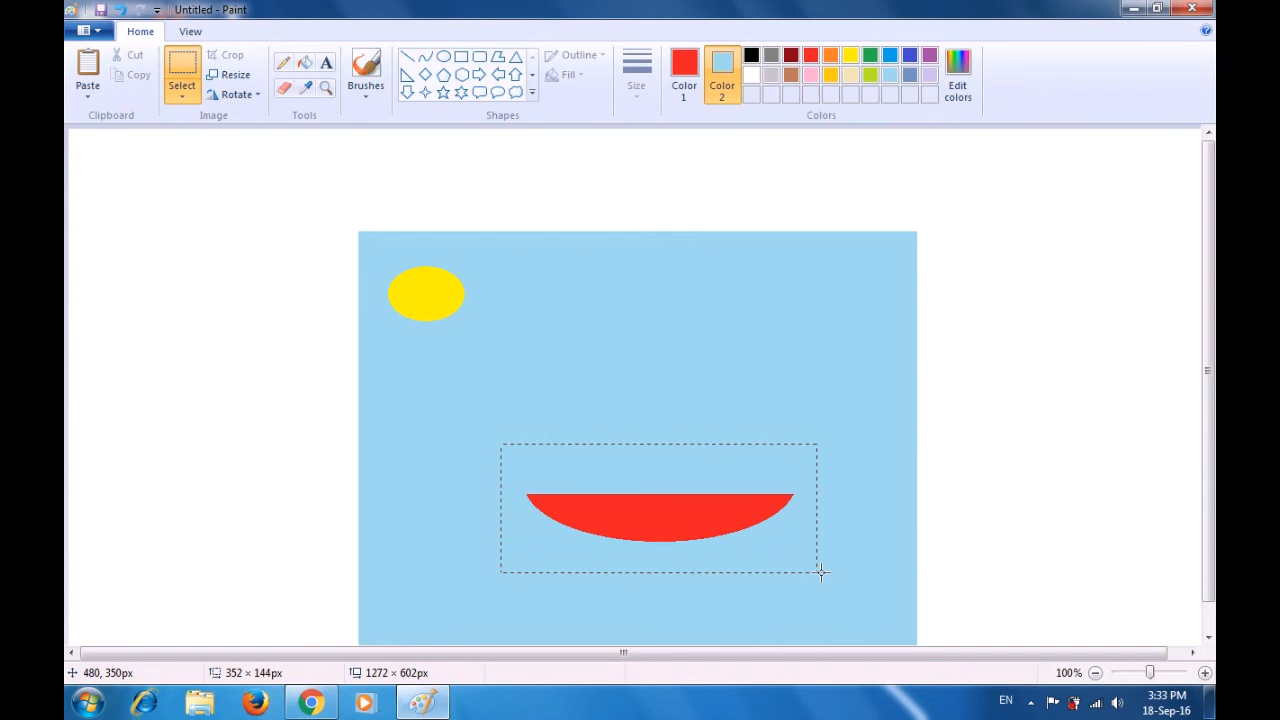 Untitled - Paint
Home
View
Paste
Cut
Copy
Clipboard
Select
Crop
Resize
Rotate
Image
Tools
Brushes
Shapes
Outline
Fill
Size
Color
1
Color
2
Edit
colors
Colors
480, 350px
352 × 144px
1272 × 602px
100%
EN
3:33 PM
18-Sep-16